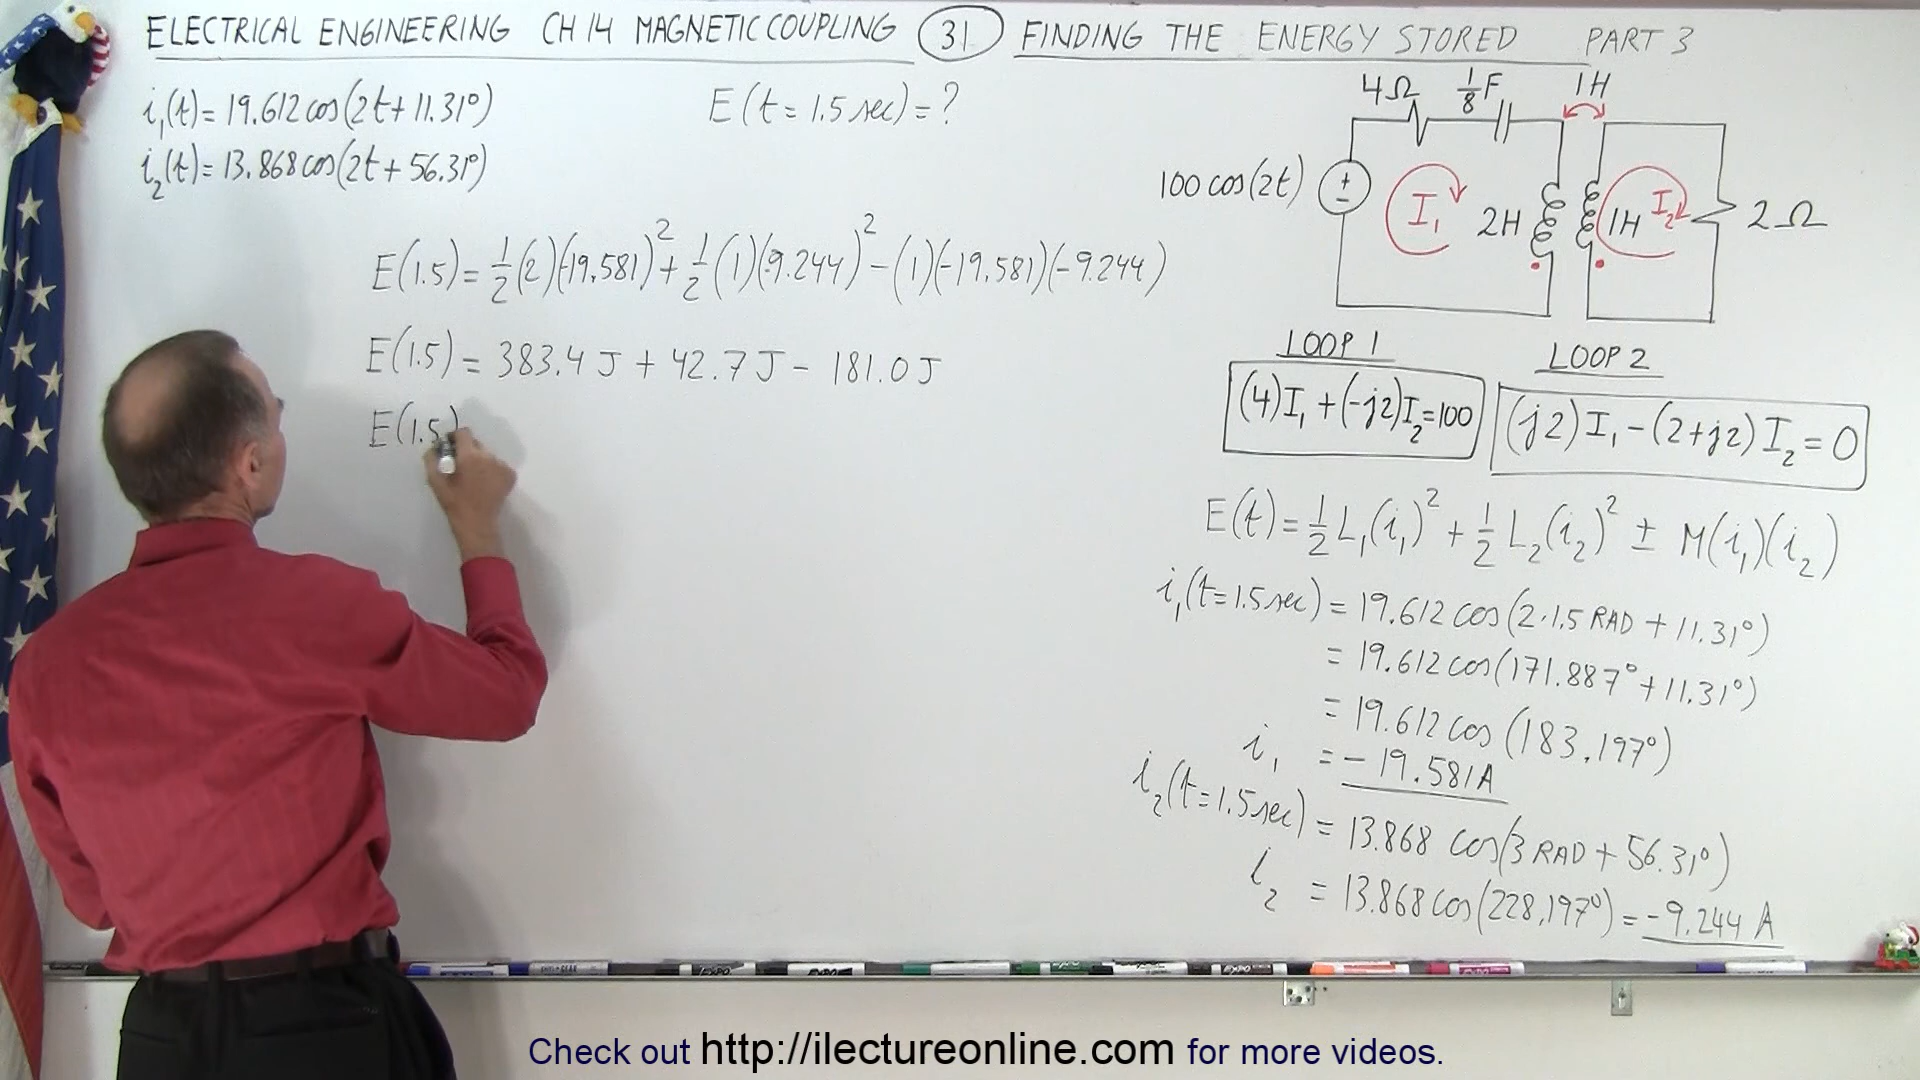 ELECTRICAL ENGINEERING CH 14 MAGNETIC COUPLING 31 FINDING THE ENERGY STORED PART 3
i₁(t) = 19.612 cos(2t + 11.31°)
E(t = 1.5 sec) = ?
i₂(t) = 13.868 cos(2t + 56.31°)
E(1.5) = ½(2)(-19.581)² + ½(1)(-9.244)² - (1)(-19.581)(-9.244)
E(1.5) = 383.4 J + 42.7 J - 181.0 J
E(1.5)
4Ω ⅛F 1H
100 cos(2t) + - I₁ 2H 1H I₂ 2Ω
LOOP 1
(4)I₁ + (-j2)I₂ = 100
LOOP 2
(j2)I₁ - (2+j2)I₂ = 0
E(t) = ½ L₁(i₁)² + ½ L₂(i₂)² ± M(i₁)(i₂)
i₁(t = 1.5 sec) = 19.612 cos(2·1.5 RAD + 11.31°)
= 19.612 cos(171.887° + 11.31°)
= 19.612 cos(183.197°)
i₁ = -19.581 A
i₂(t = 1.5 sec) = 13.868 cos(3 RAD + 56.31°)
i₂ = 13.868 cos(228.197°) = -9.244 A
Check out http://ilectureonline.com for more videos.